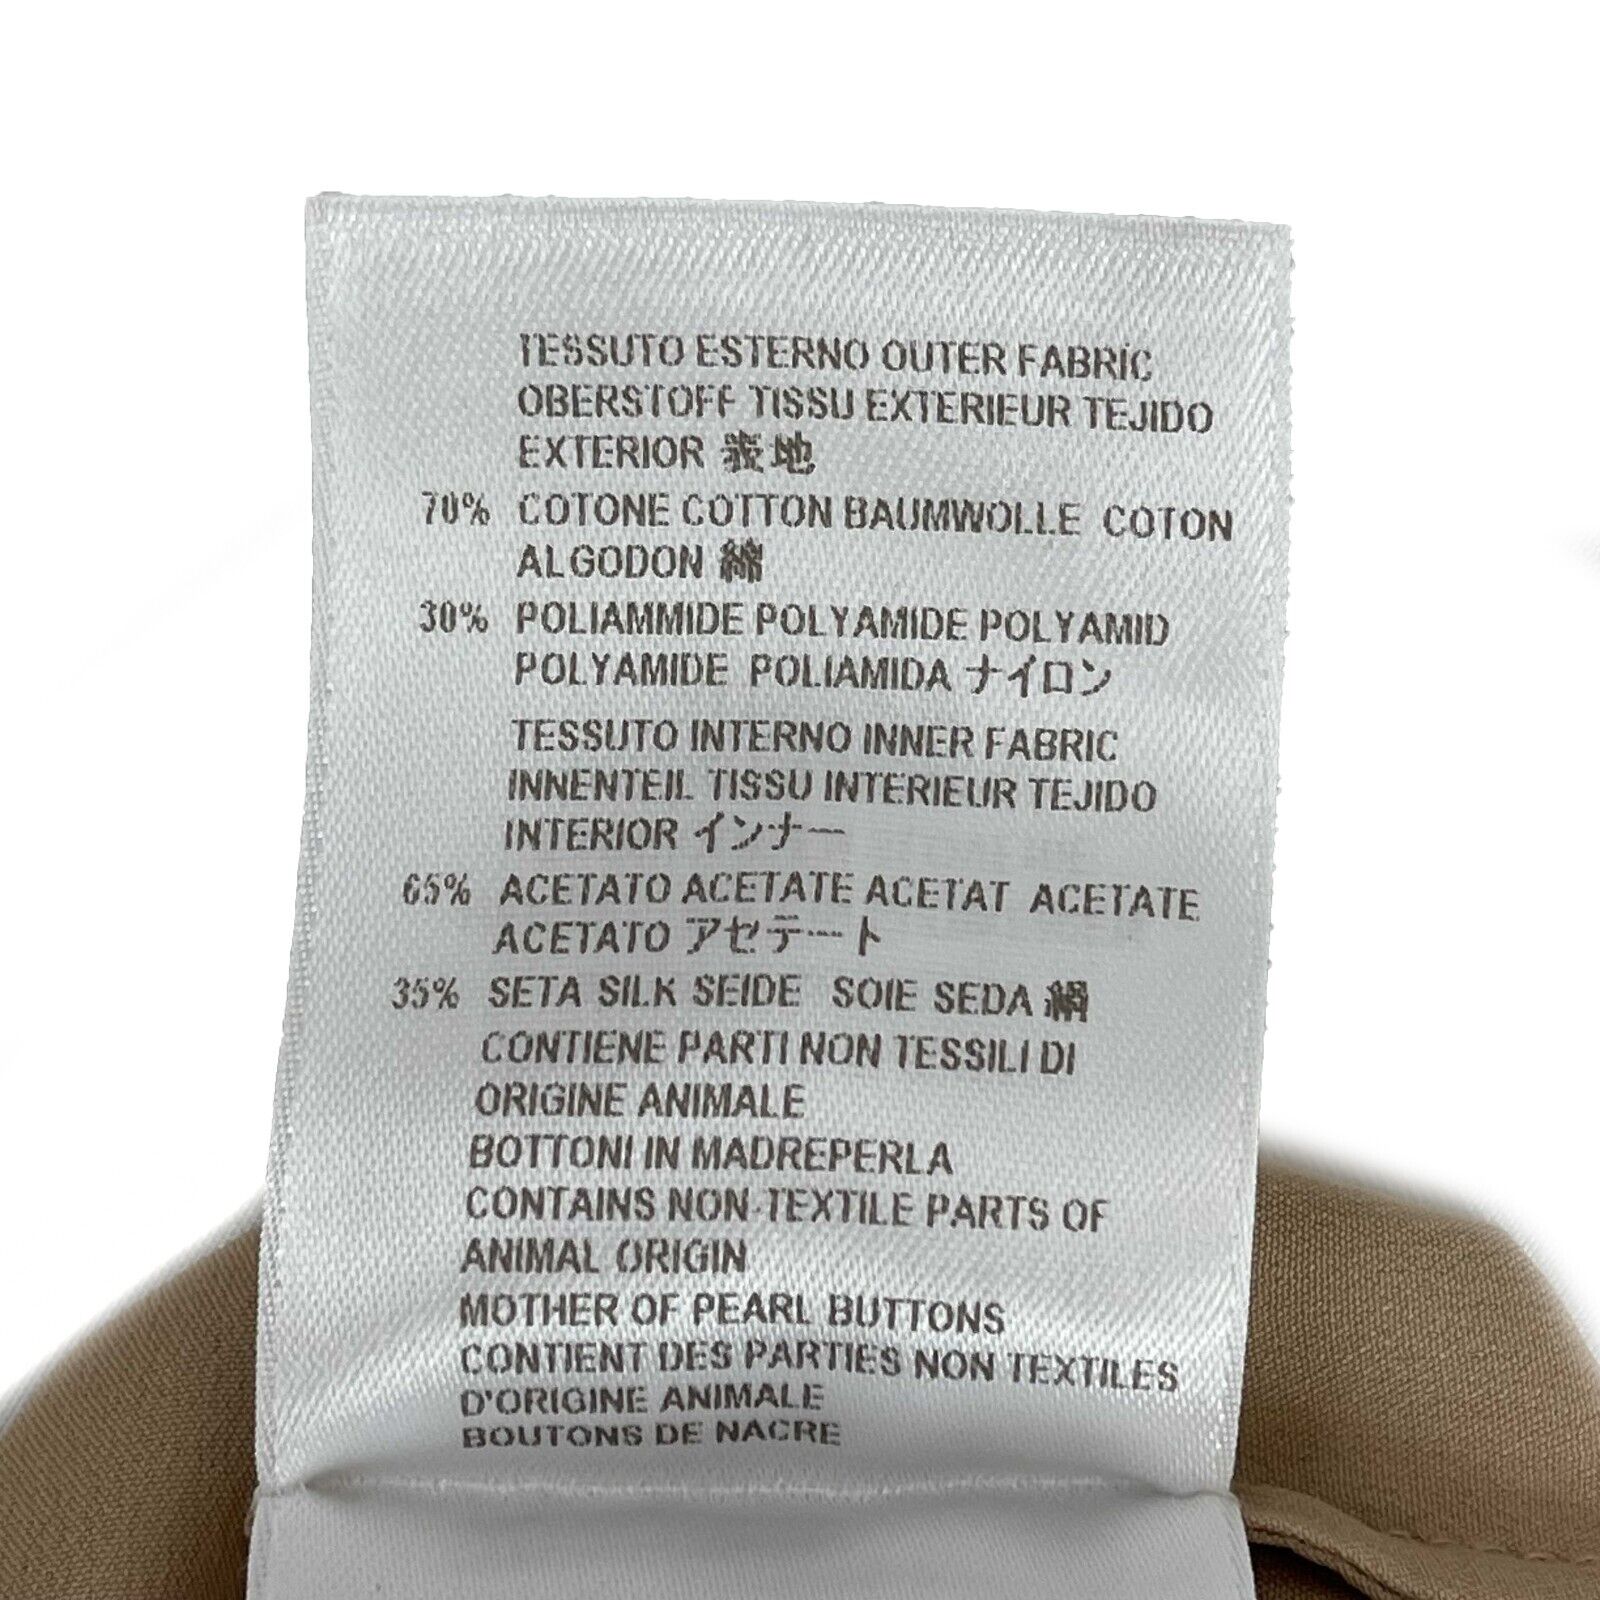 TESSUTO ESTERNO OUTER FABRIC
OBERSTOFF TISSU EXTERIEUR TEJIDO
EXTERIOR 表地
70% COTONE COTTON BAUMWOLLE COTON
ALGODON 綿
30% POLIAMMIDE POLYAMIDE POLYAMID
POLYAMIDE POLIAMIDA ナイロン
TESSUTO INTERNO INNER FABRIC
INNENTEIL TISSU INTERIEUR TEJIDO
INTERIOR インナー
65% ACETATO ACETATE ACETAT ACETATE
ACETATO アセテート
35% SETA SILK SEIDE SOIE SEDA 絹
CONTIENE PARTI NON TESSILI DI
ORIGINE ANIMALE
BOTTONI IN MADREPERLA
CONTAINS NON-TEXTILE PARTS OF
ANIMAL ORIGIN
MOTHER OF PEARL BUTTONS
CONTIENT DES PARTIES NON TEXTILES
D'ORIGINE ANIMALE
BOUTONS DE NACRE